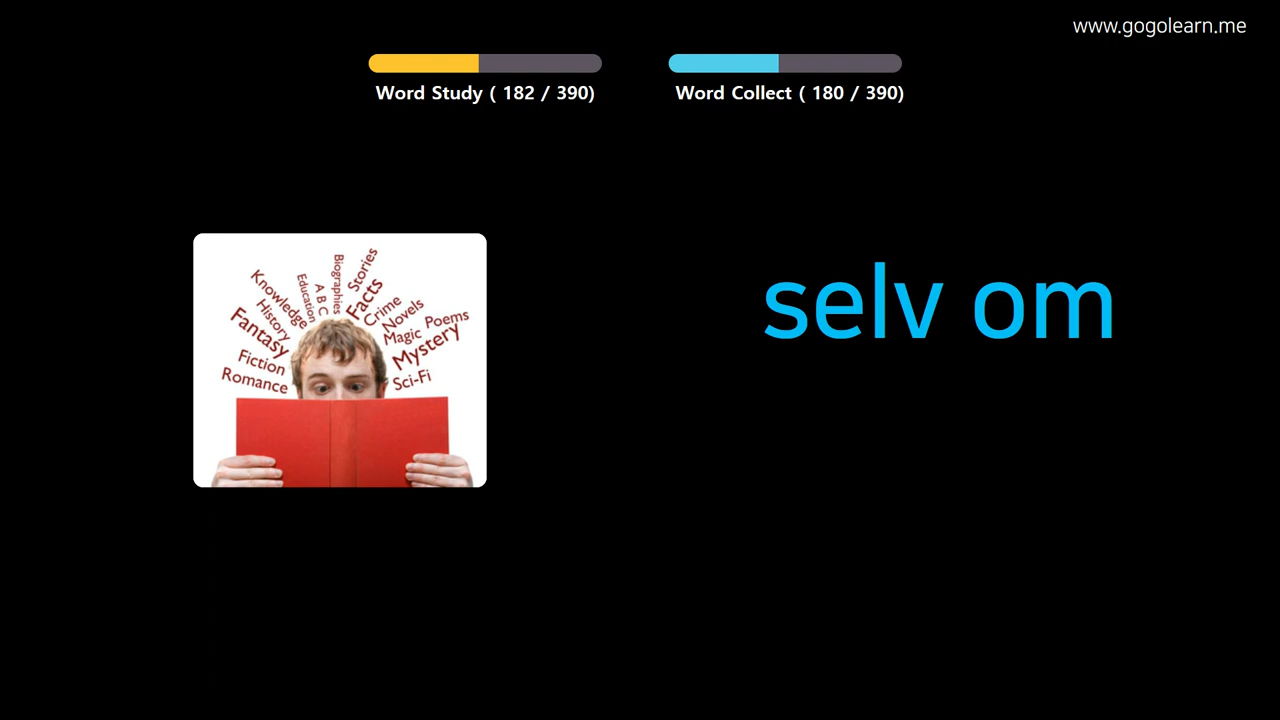 www.gogolearn.me
Word Study ( 182 / 390)
Word Collect ( 180 / 390)
selv om
Knowledge
History
Fantasy
Fiction
Romance
Education
A B C
Biographies
Stories
Facts
Crime
Novels
Magic
Poems
Mystery
Sci-Fi